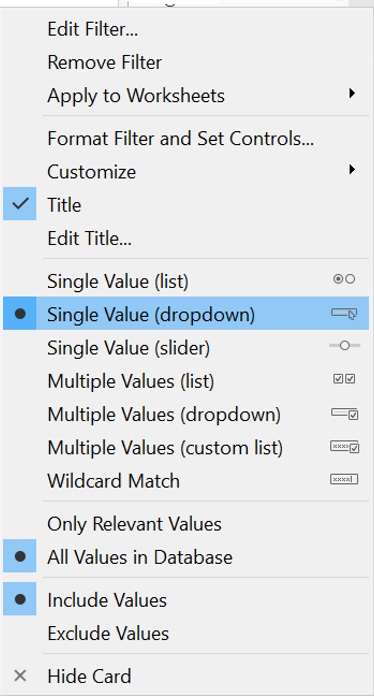 Edit Filter...
Remove Filter
Apply to Worksheets
Format Filter and Set Controls...
Customize
Title
Edit Title...
Single Value (list)
Single Value (dropdown)
Single Value (slider)
Multiple Values (list)
Multiple Values (dropdown)
Multiple Values (custom list)
Wildcard Match
Only Relevant Values
All Values in Database
Include Values
Exclude Values
Hide Card